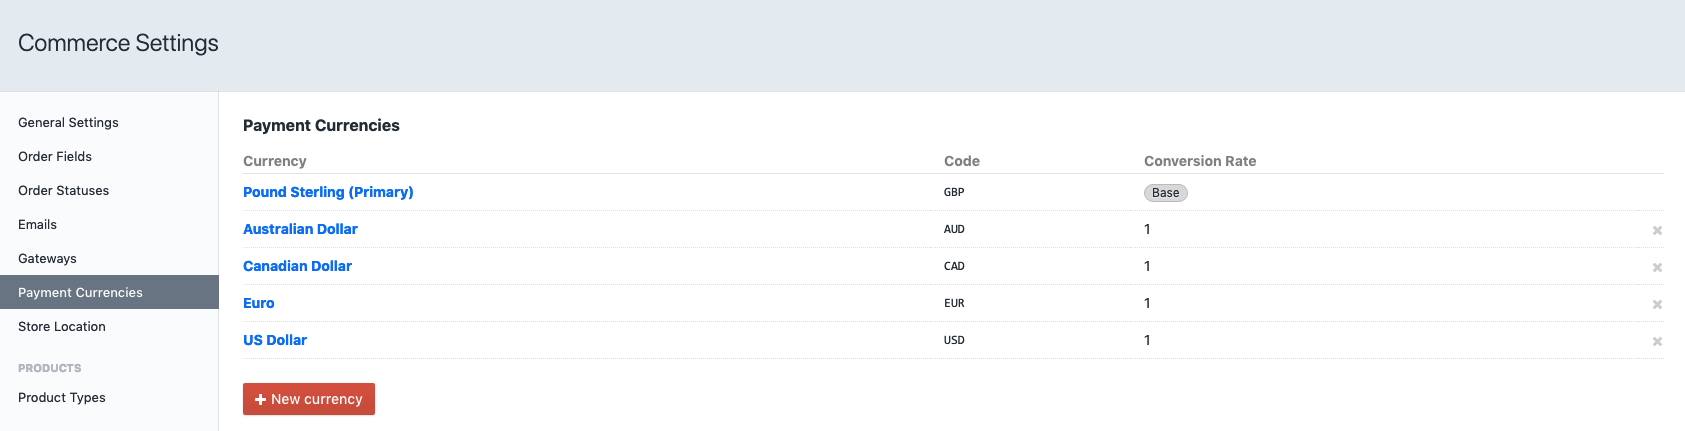 Commerce Settings
General Settings
Order Fields
Order Statuses
Emails
Gateways
Payment Currencies
Store Location
PRODUCTS
Product Types
Payment Currencies
Currency Code Conversion Rate
Pound Sterling (Primary) GBP Base
Australian Dollar AUD 1
Canadian Dollar CAD 1
Euro EUR 1
US Dollar USD 1
New currency